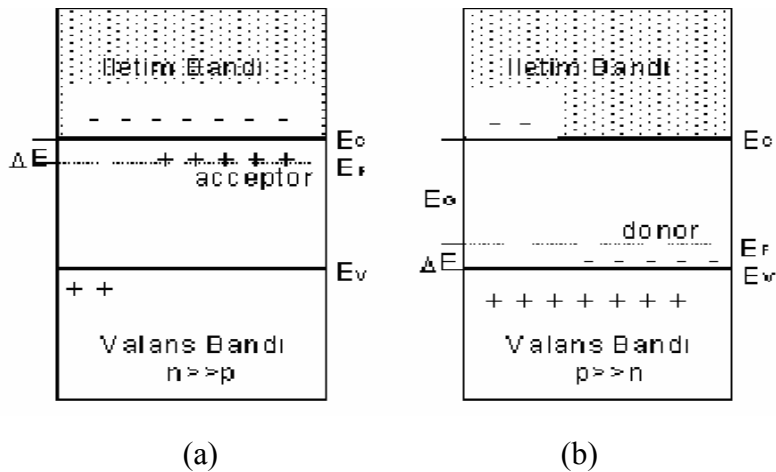 İletim Bandı
- - - - - - -
Ec
ΔE
+ + + + +
EF
acceptor
Ev
+ +
Valans Bandı
n>>p
(a)
İletim Bandı
- -
Ec
EG
donor
EF
ΔE
- - - - -
Ev
+ + + + + + +
Valans Bandı
p>>n
(b)